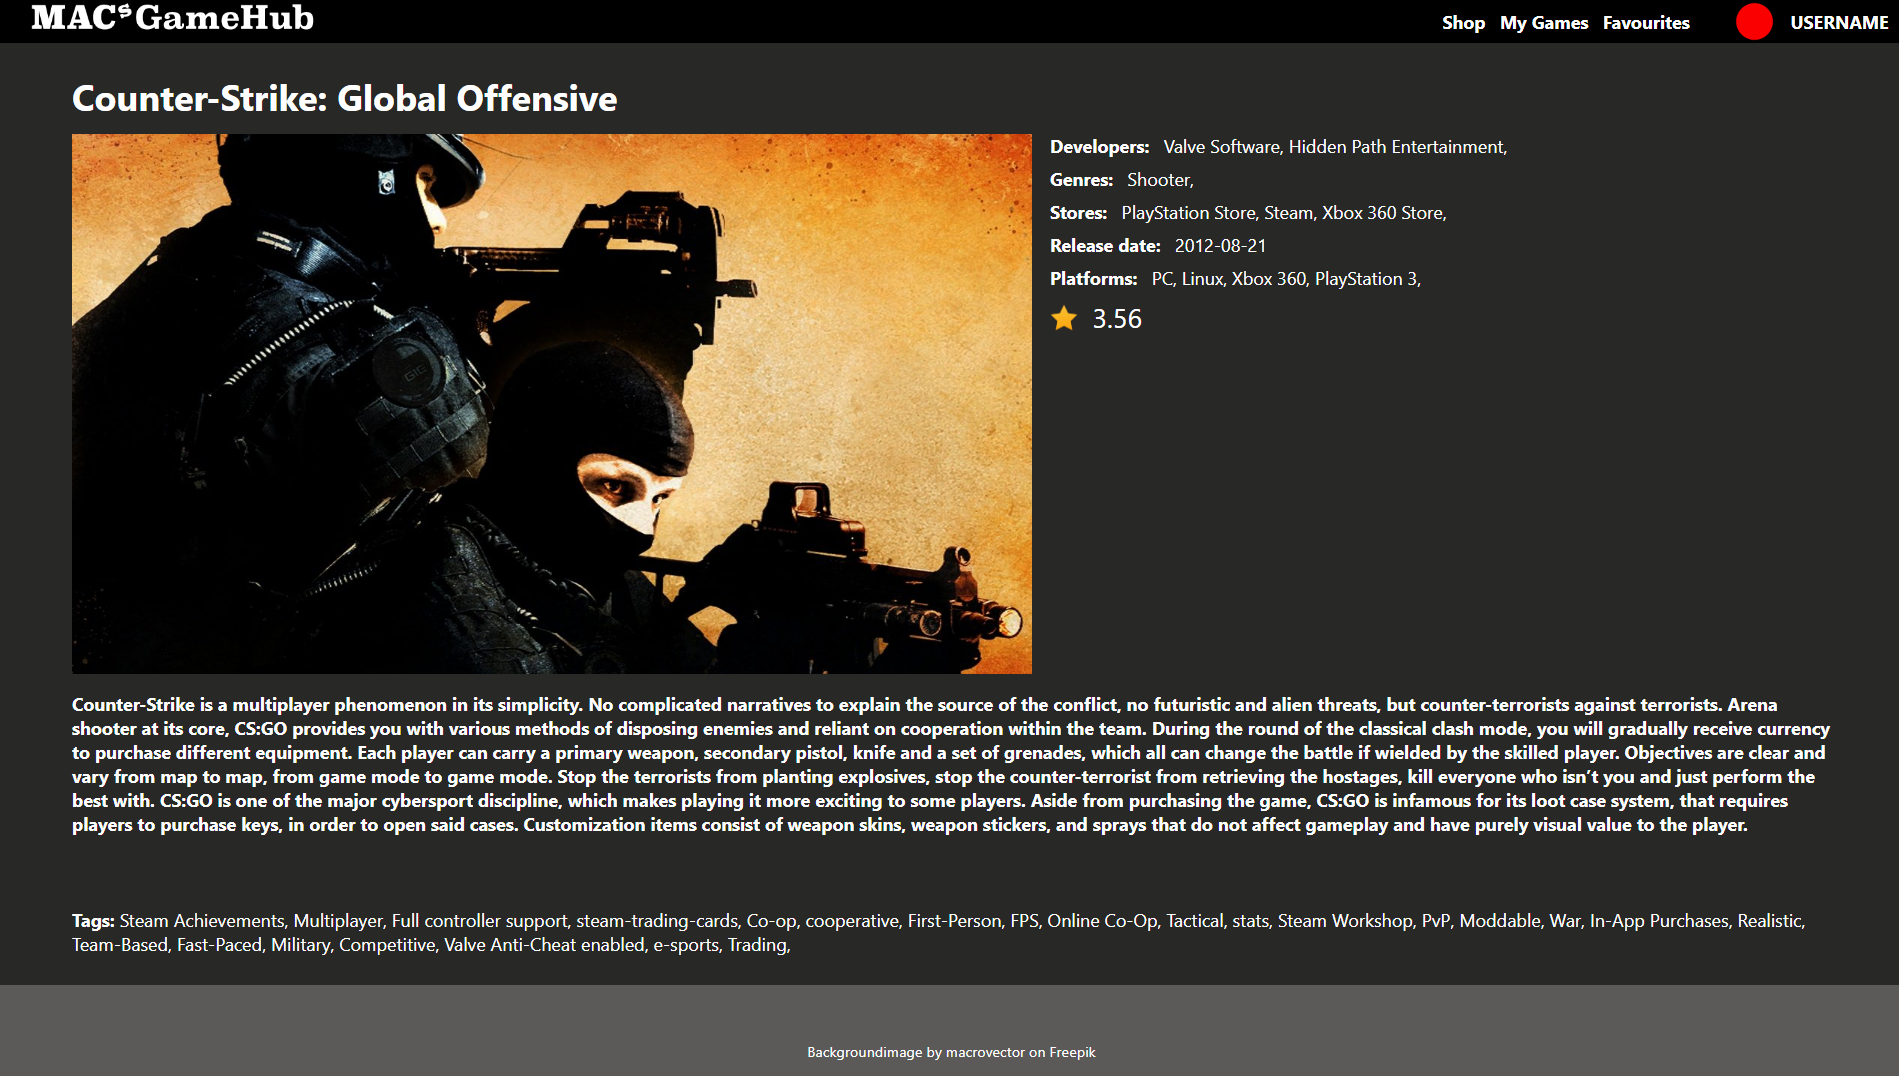 MACsGameHub
Shop My Games Favourites USERNAME
Counter-Strike: Global Offensive
Developers: Valve Software, Hidden Path Entertainment,
Genres: Shooter,
Stores: PlayStation Store, Steam, Xbox 360 Store,
Release date: 2012-08-21
Platforms: PC, Linux, Xbox 360, PlayStation 3,
3.56
GIC
Counter-Strike is a multiplayer phenomenon in its simplicity. No complicated narratives to explain the source of the conflict, no futuristic and alien threats, but counter-terrorists against terrorists. Arena
shooter at its core, CS:GO provides you with various methods of disposing enemies and reliant on cooperation within the team. During the round of the classical clash mode, you will gradually receive currency
to purchase different equipment. Each player can carry a primary weapon, secondary pistol, knife and a set of grenades, which all can change the battle if wielded by the skilled player. Objectives are clear and
vary from map to map, from game mode to game mode. Stop the terrorists from planting explosives, stop the counter-terrorist from retrieving the hostages, kill everyone who isn’t you and just perform the
best with. CS:GO is one of the major cybersport discipline, which makes playing it more exciting to some players. Aside from purchasing the game, CS:GO is infamous for its loot case system, that requires
players to purchase keys, in order to open said cases. Customization items consist of weapon skins, weapon stickers, and sprays that do not affect gameplay and have purely visual value to the player.
Tags: Steam Achievements, Multiplayer, Full controller support, steam-trading-cards, Co-op, cooperative, First-Person, FPS, Online Co-Op, Tactical, stats, Steam Workshop, PvP, Moddable, War, In-App Purchases, Realistic,
Team-Based, Fast-Paced, Military, Competitive, Valve Anti-Cheat enabled, e-sports, Trading,
Backgroundimage by macrovector on Freepik